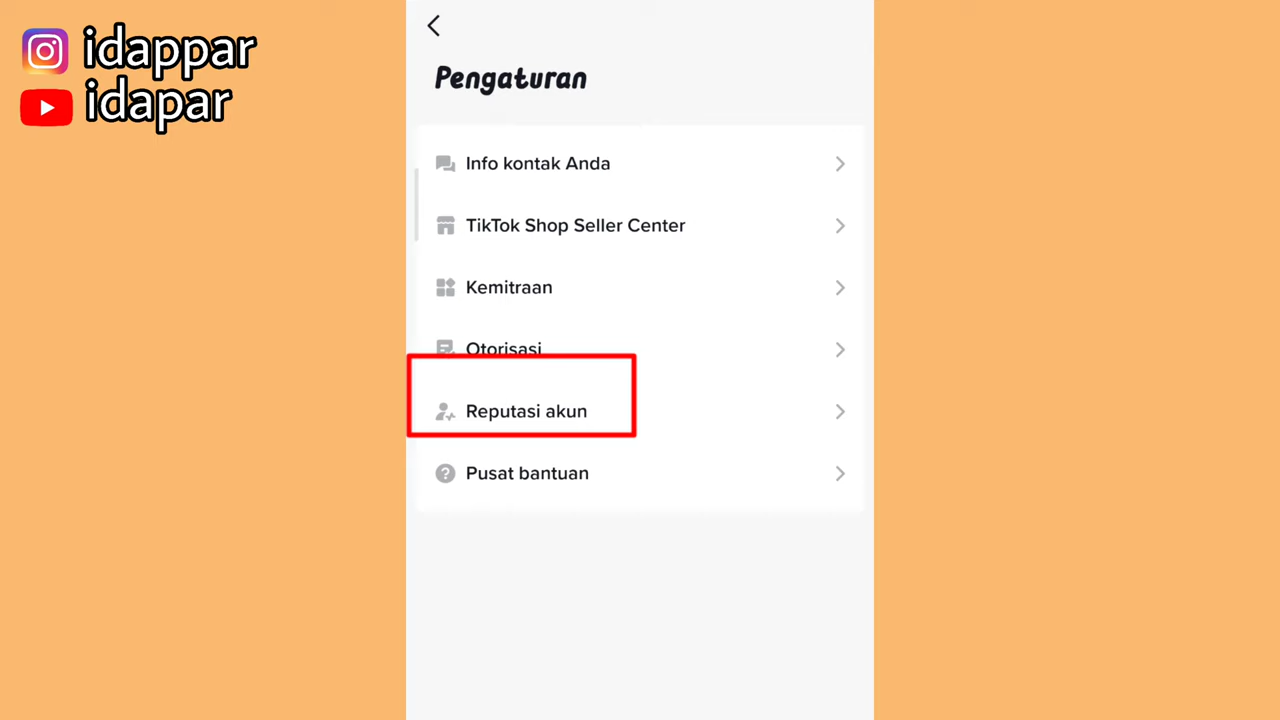 idappar
idapar
Pengaturan
Info kontak Anda
TikTok Shop Seller Center
Kemitraan
Otorisasi
Reputasi akun
Pusat bantuan